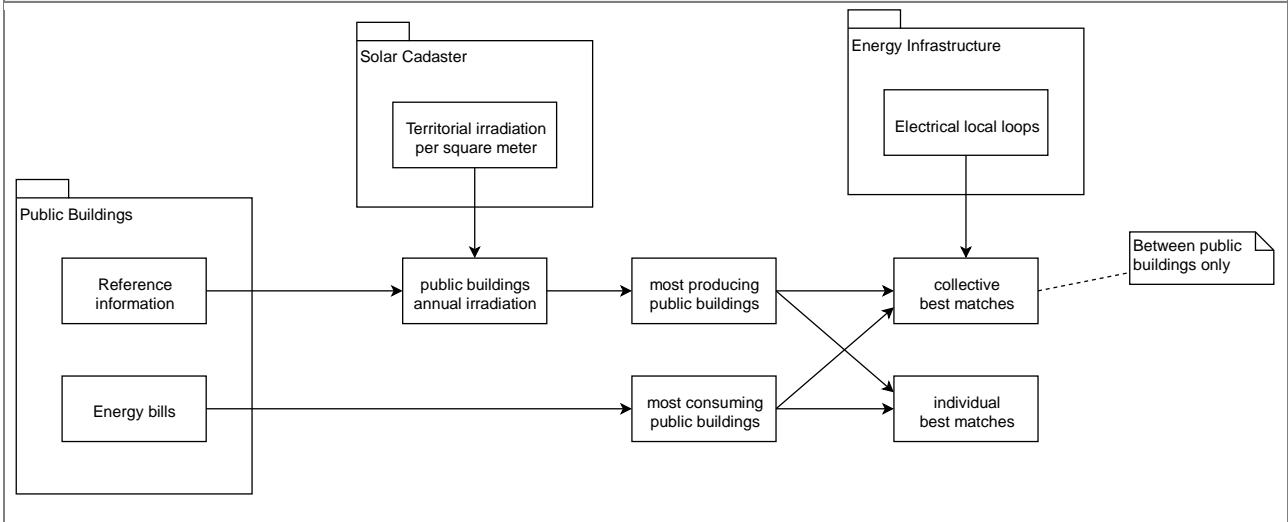 Solar Cadaster
Territorial irradiation
per square meter
Energy Infrastructure
Electrical local loops
Public Buildings
Reference
information
public buildings
annual irradiation
most producing
public buildings
collective
best matches
Between public
buildings only
Energy bills
most consuming
public buildings
individual
best matches